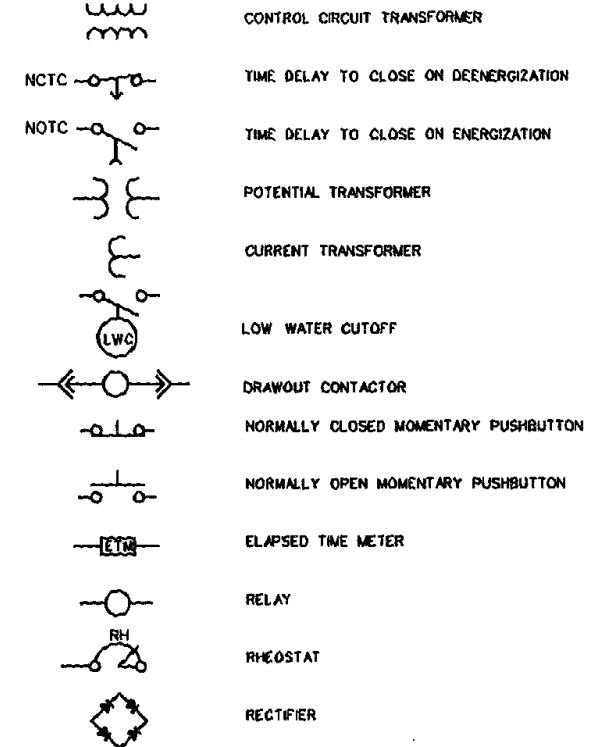 CONTROL CIRCUIT TRANSFORMER
NCTC TIME DELAY TO CLOSE ON DEENERGIZATION
NOTC TIME DELAY TO CLOSE ON ENERGIZATION
POTENTIAL TRANSFORMER
CURRENT TRANSFORMER
LWC LOW WATER CUTOFF
DRAWOUT CONTACTOR
NORMALLY CLOSED MOMENTARY PUSHBUTTON
NORMALLY OPEN MOMENTARY PUSHBUTTON
ETM ELAPSED TIME METER
RELAY
RH
RHEOSTAT
RECTIFIER